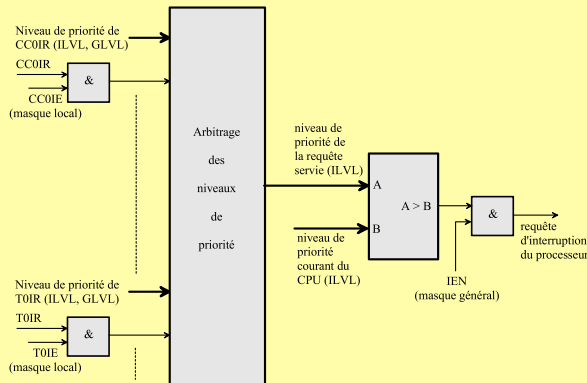 Niveau de priorité de
CC0IR (ILVL, GLVL)
CC0IR
&
CC0IE
(masque local)
Arbitrage
des
niveaux
de
priorité
niveau de
priorité de
la requête
servie (ILVL)
A
A > B
B
&
niveau de
priorité
courant du
CPU (ILVL)
requête
d'interruption
du processeur
IEN
(masque général)
Niveau de priorité de
T0IR (ILVL, GLVL)
T0IR
&
T0IE
(masque local)